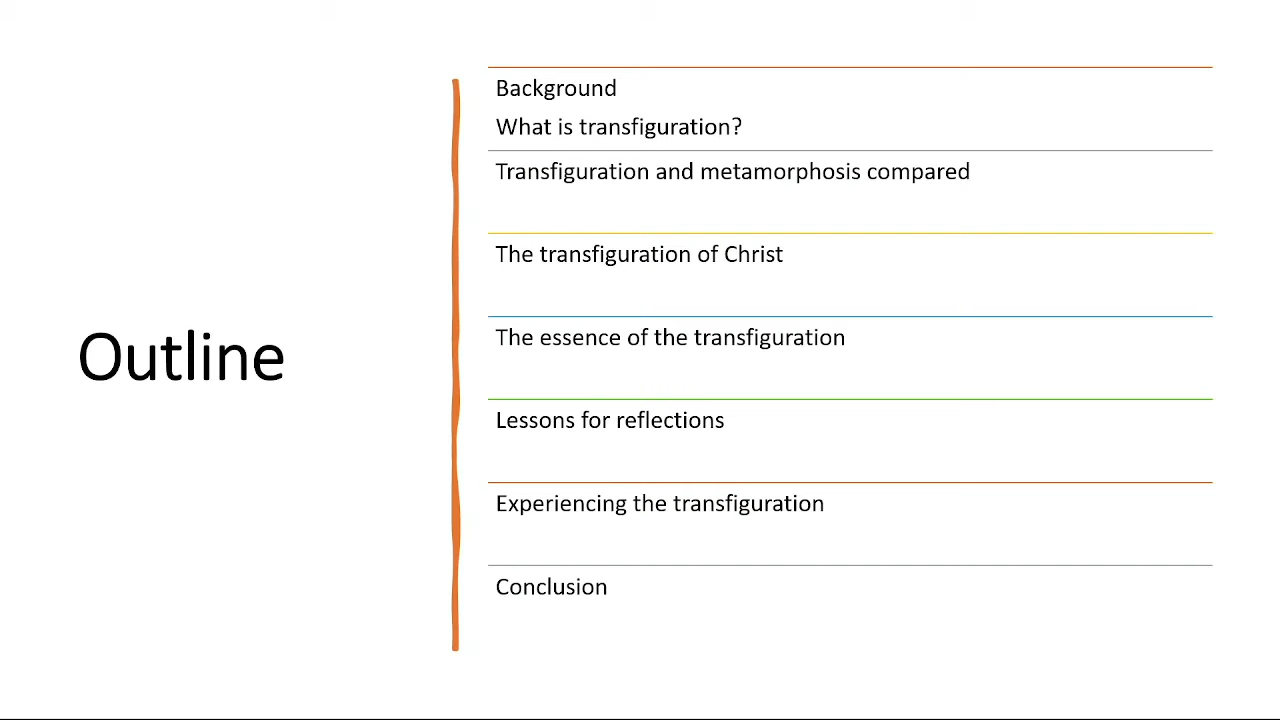 Outline
Background
What is transfiguration?
Transfiguration and metamorphosis compared
The transfiguration of Christ
The essence of the transfiguration
Lessons for reflections
Experiencing the transfiguration
Conclusion